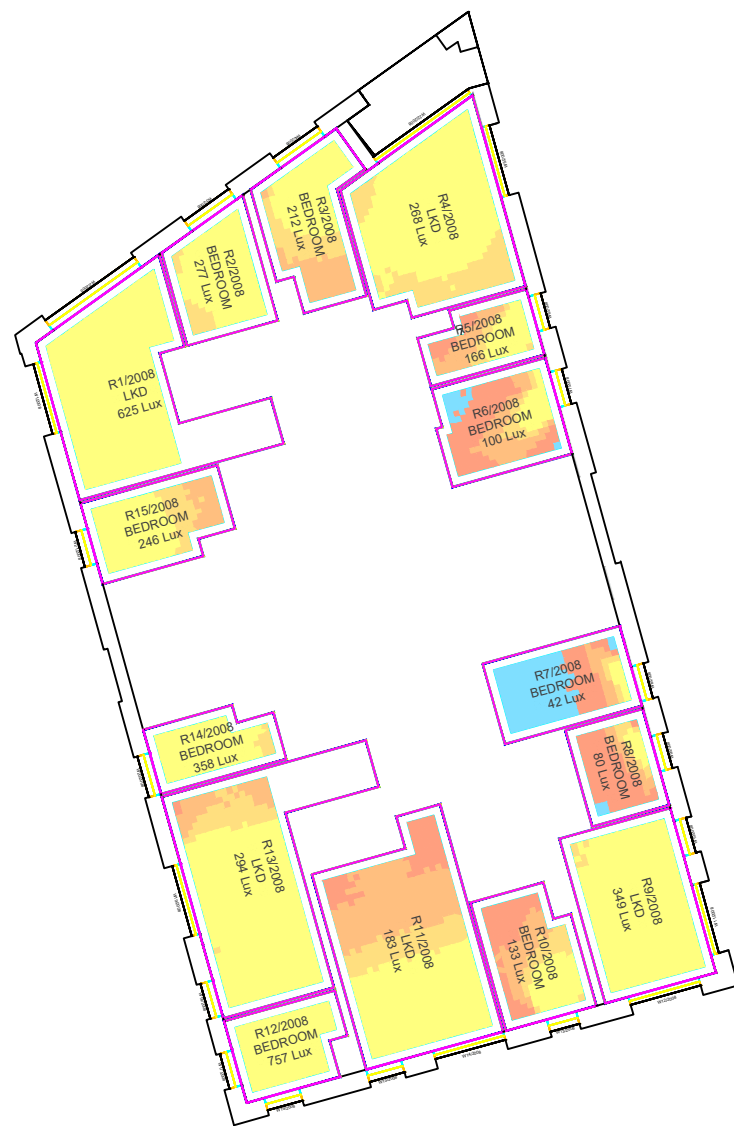 R3/2008
BEDROOM
212 Lux
R4/2008
LKD
268 Lux
R2/2008
BEDROOM
277 Lux
R1/2008
LKD
625 Lux
R5/2008
BEDROOM
166 Lux
R6/2008
BEDROOM
100 Lux
R15/2008
BEDROOM
246 Lux
R7/2008
BEDROOM
42 Lux
R14/2008
BEDROOM
358 Lux
R8/2008
BEDROOM
80 Lux
R13/2008
LKD
294 Lux
R9/2008
LKD
349 Lux
R11/2008
LKD
183 Lux
R10/2008
BEDROOM
133 Lux
R12/2008
BEDROOM
757 Lux